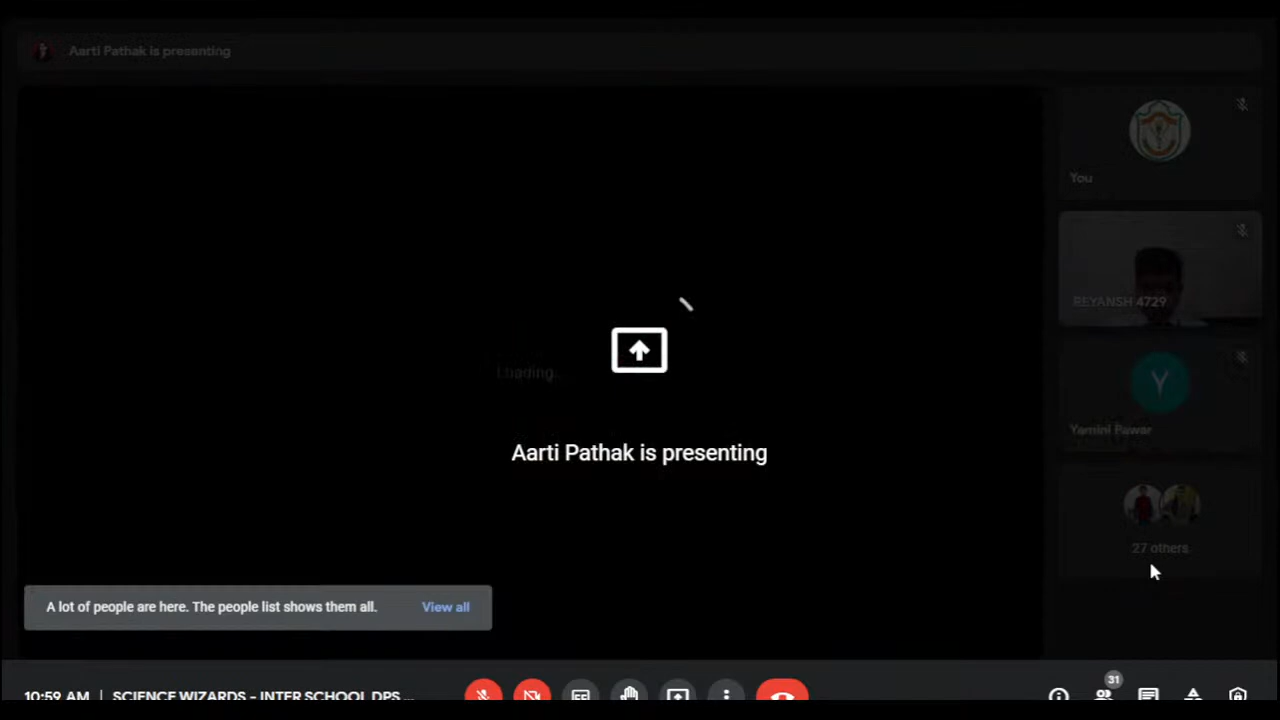 Aarti Pathak is presenting
You
REYANSH 4729
Loading...
Aarti Pathak is presenting
Y
Yamini Pawar
27 others
A lot of people are here. The people list shows them all. View all
31
10:59 AM | SCIENCE WIZARDS - INTER SCHOOL DPS ...